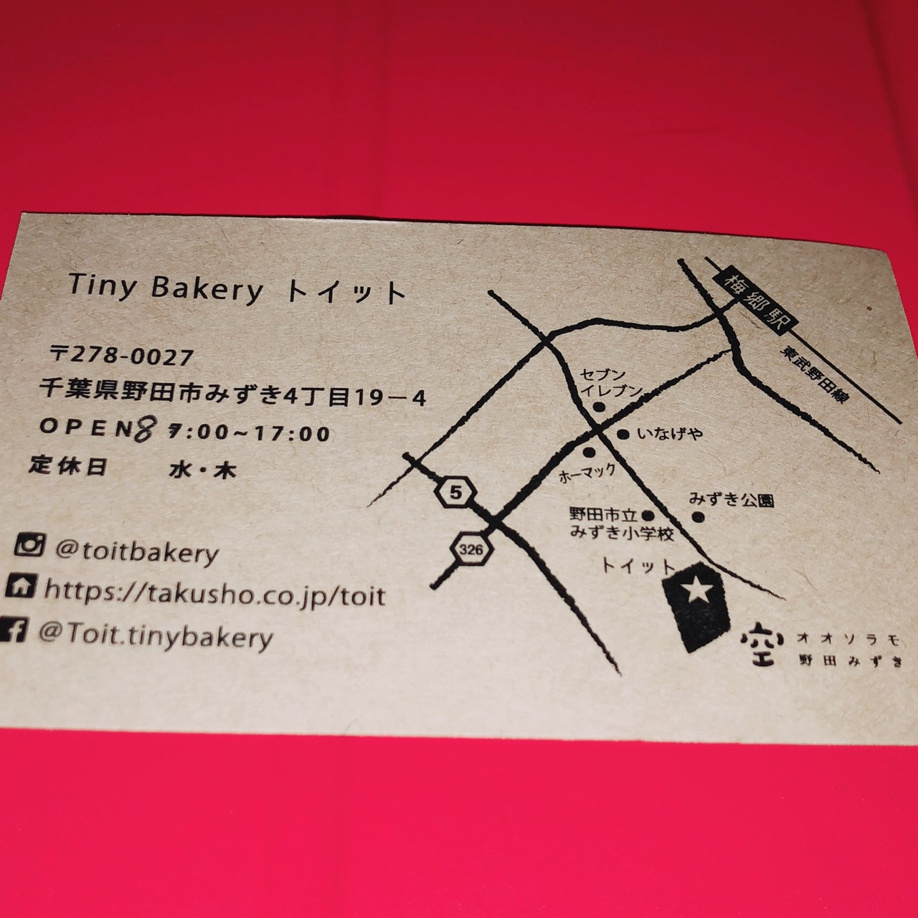 Tiny Bakery トイット
〒278-0027
千葉県野田市みずき4丁目19−4
OPEN8 7:00~17:00
定休日 水・木
@toitbakery
https://takusho.co.jp/toit
@Toit.tinybakery
梅郷駅
東武野田線
セブン
イレブン
いなげや
ホーマック
5
みずき公園
野田市立
みずき小学校
326
トイット
空
オオソラモ
野田みずき